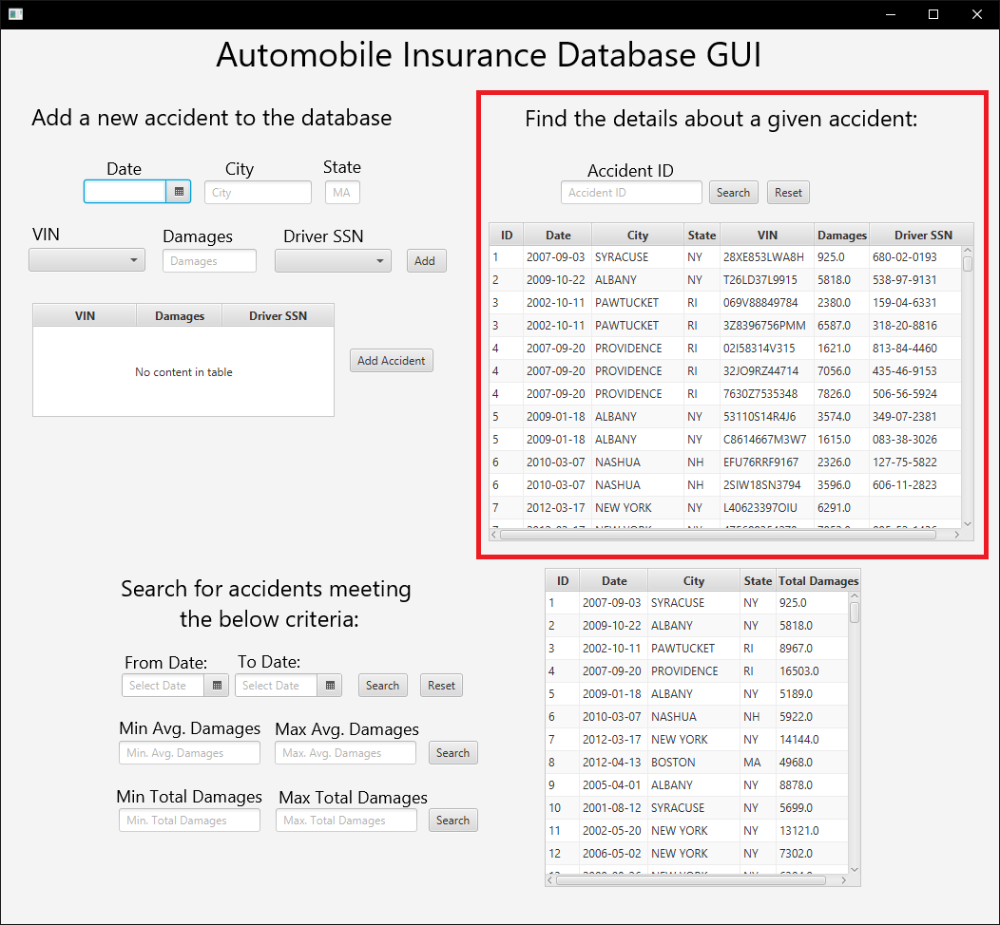 Automobile Insurance Database GUI
Add a new accident to the database
Date City State
City MA
VIN Damages Driver SSN
Damages Add
VIN Damages Driver SSN
No content in table
Add Accident
Find the details about a given accident:
Accident ID
Accident ID Search Reset
ID Date City State VIN Damages Driver SSN
1 2007-09-03 SYRACUSE NY 28XE853LWA8H 925.0 680-02-0193
2 2009-10-22 ALBANY NY T26LD37L9915 5818.0 538-97-9131
3 2002-10-11 PAWTUCKET RI 069V88849784 2380.0 159-04-6331
3 2002-10-11 PAWTUCKET RI 3Z8396756PMM 6587.0 318-20-8816
4 2007-09-20 PROVIDENCE RI 02I58314V315 1621.0 813-84-4460
4 2007-09-20 PROVIDENCE RI 32JO9RZ44714 7056.0 435-46-9153
4 2007-09-20 PROVIDENCE RI 7630Z7535348 7826.0 506-56-5924
5 2009-01-18 ALBANY NY 53110S14R4J6 3574.0 349-07-2381
5 2009-01-18 ALBANY NY C8614667M3W7 1615.0 083-38-3026
6 2010-03-07 NASHUA NH EFU76RRF9167 2326.0 127-75-5822
6 2010-03-07 NASHUA NH 2SIW18SN3794 3596.0 606-11-2823
7 2012-03-17 NEW YORK NY L40623397OIU 6291.0
Search for accidents meeting
the below criteria:
From Date: To Date:
Select Date Select Date Search Reset
Min Avg. Damages Max Avg. Damages
Min. Avg. Damages Max. Avg. Damages Search
Min Total Damages Max Total Damages
Min. Total Damages Max. Total Damages Search
ID Date City State Total Damages
1 2007-09-03 SYRACUSE NY 925.0
2 2009-10-22 ALBANY NY 5818.0
3 2002-10-11 PAWTUCKET RI 8967.0
4 2007-09-20 PROVIDENCE RI 16503.0
5 2009-01-18 ALBANY NY 5189.0
6 2010-03-07 NASHUA NH 5922.0
7 2012-03-17 NEW YORK NY 14144.0
8 2012-04-13 BOSTON MA 4968.0
9 2005-04-01 ALBANY NY 8878.0
10 2001-08-12 SYRACUSE NY 5699.0
11 2002-05-20 NEW YORK NY 13121.0
12 2006-05-02 NEW YORK NY 7302.0